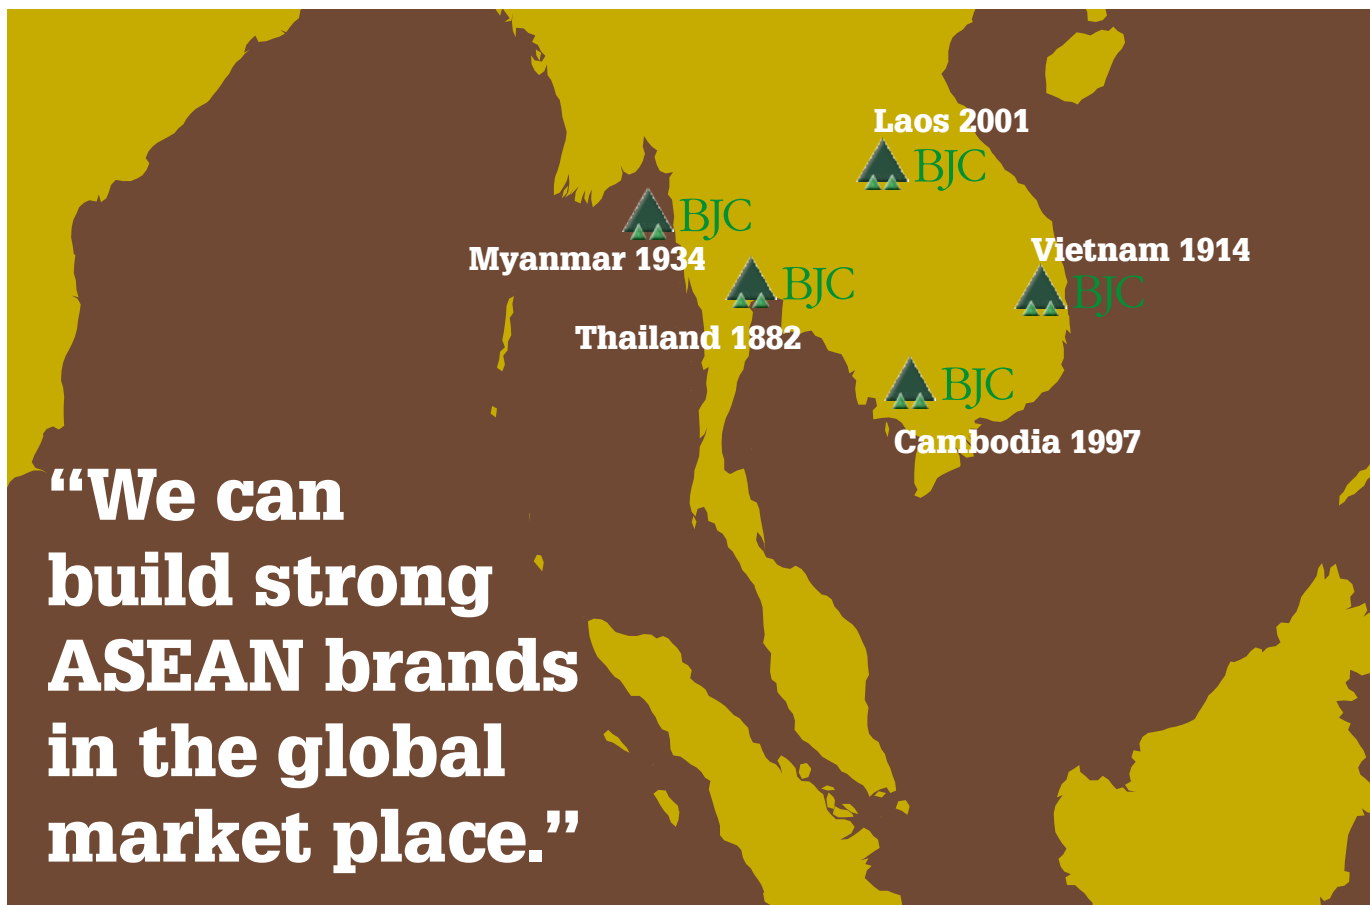 Laos 2001
BJC
BJC
Myanmar 1934
Vietnam 1914
BJC
BJC
Thailand 1882
BJC
Cambodia 1997
“We can
build strong
ASEAN brands
in the global
market place.”